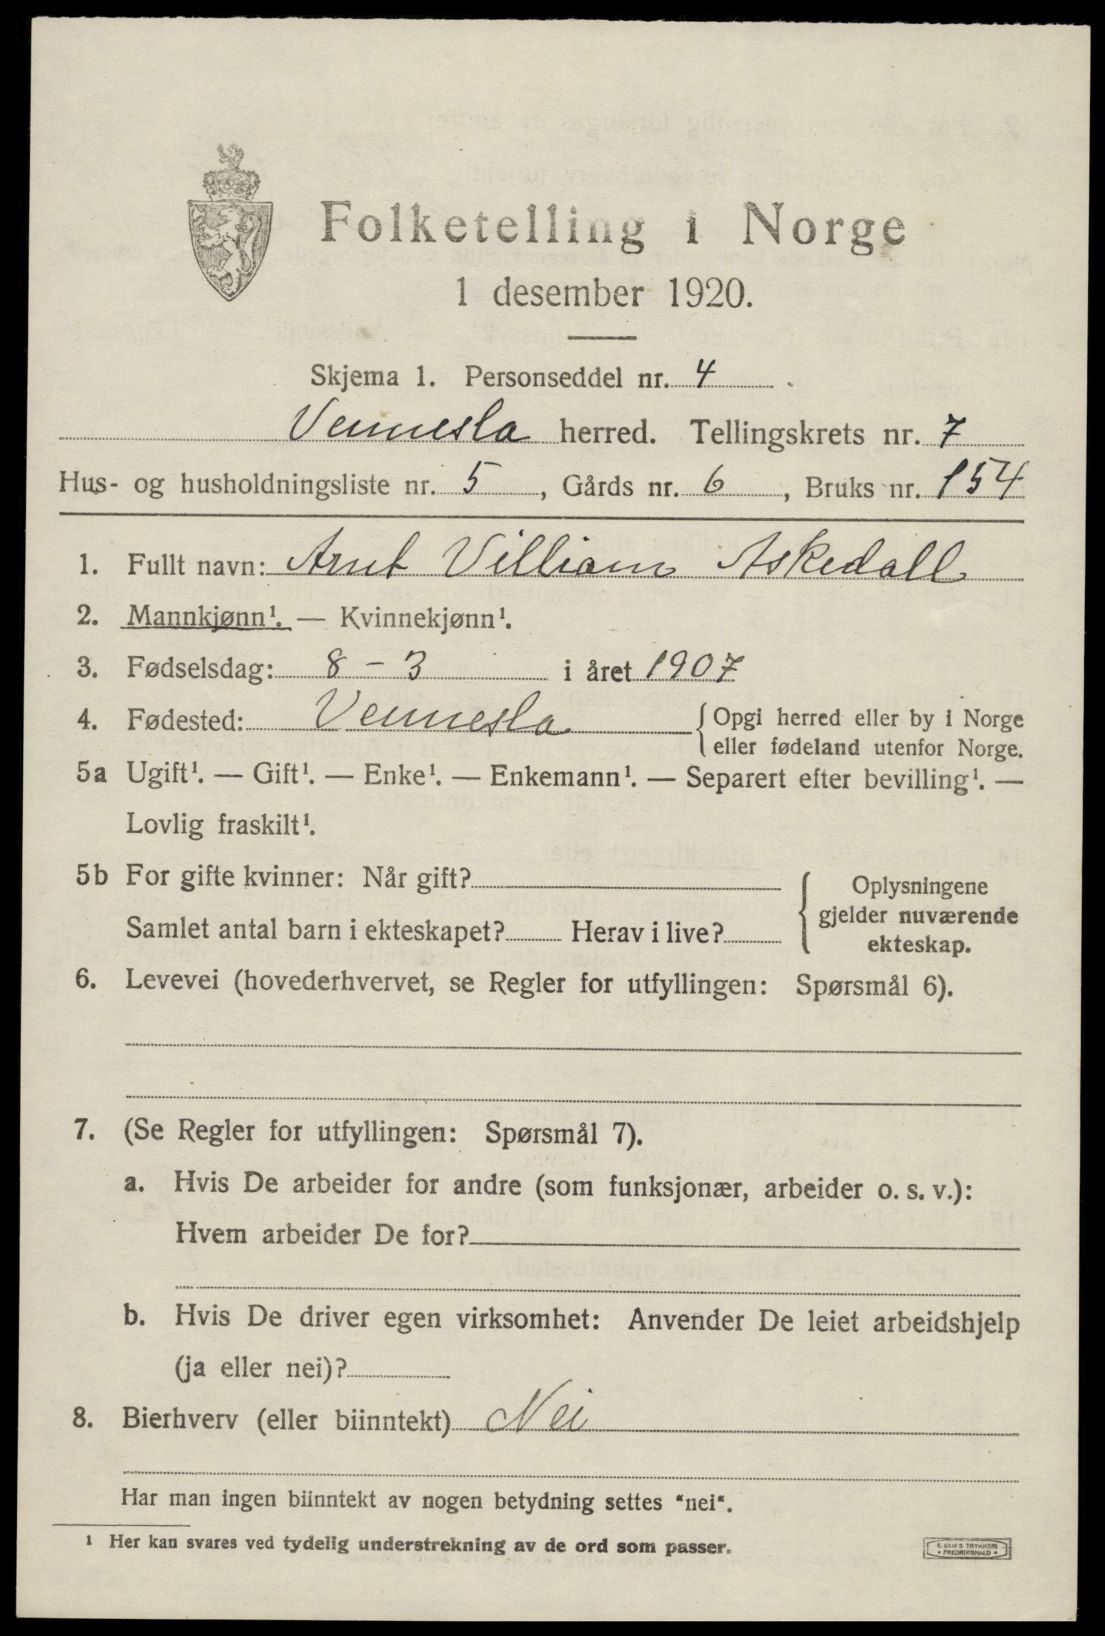 Folketelling i Norge
1 desember 1920.
Skjema 1. Personseddel nr. 4
Vennesla herred. Tellingskrets nr. 7
Hus- og husholdningsliste nr. 5, Gårds nr. 6, Bruks nr. 154
1. Fullt navn: Arnt Villiam Askedall
2. Mannkjønn¹. — Kvinnekjønn¹.
3. Fødselsdag: 8 - 3 i året 1907
4. Fødested: Vennesla {Opgi herred eller by i Norge
eller fødeland utenfor Norge.
5a Ugift¹. — Gift¹. — Enke¹. — Enkemann¹. — Separert efter bevilling¹. —
Lovlig fraskilt¹.
5b For gifte kvinner: Når gift?
Samlet antal barn i ekteskapet? Herav i live?
Oplysningene
gjelder nuværende
ekteskap.
6. Levevei (hovederhvervet, se Regler for utfyllingen: Spørsmål 6).
7. (Se Regler for utfyllingen: Spørsmål 7).
a. Hvis De arbeider for andre (som funksjonær, arbeider o. s. v.):
Hvem arbeider De for?
b. Hvis De driver egen virksomhet: Anvender De leiet arbeidshjelp
(ja eller nei)?
8. Bierhverv (eller biinntekt) Nei
Har man ingen biinntekt av nogen betydning settes "nei".
¹ Her kan svares ved tydelig understrekning av de ord som passer.